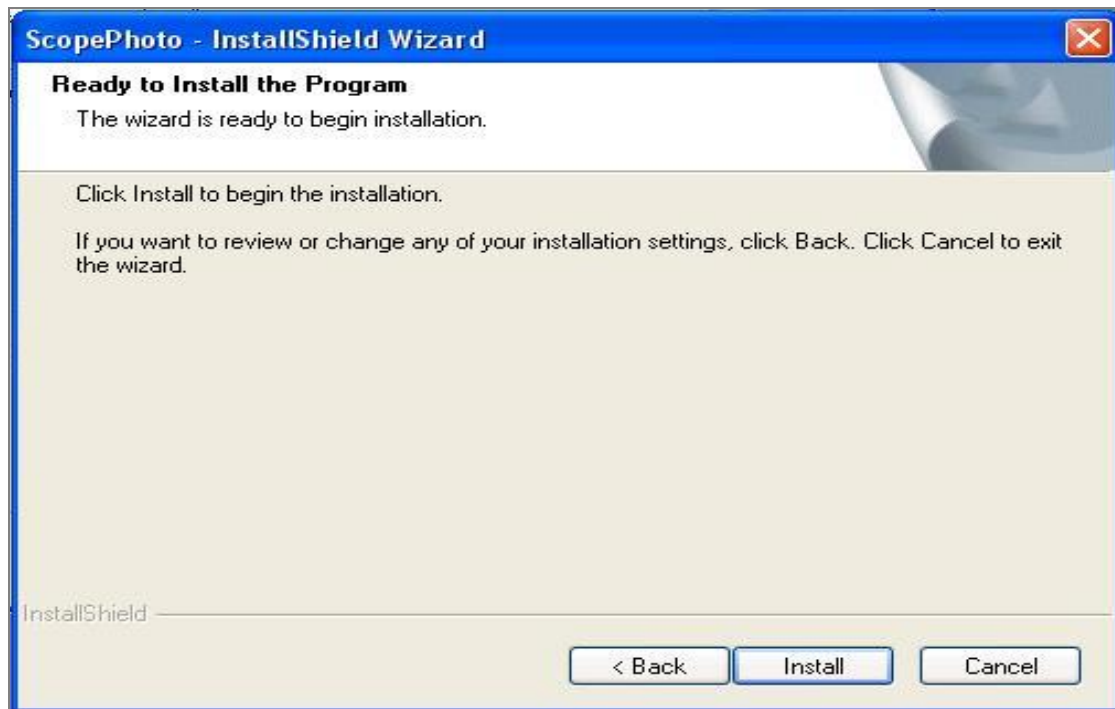 ScopePhoto - InstallShield Wizard
Ready to Install the Program
The wizard is ready to begin installation.
Click Install to begin the installation.
If you want to review or change any of your installation settings, click Back. Click Cancel to exit
the wizard.
InstallShield
< Back
Install
Cancel